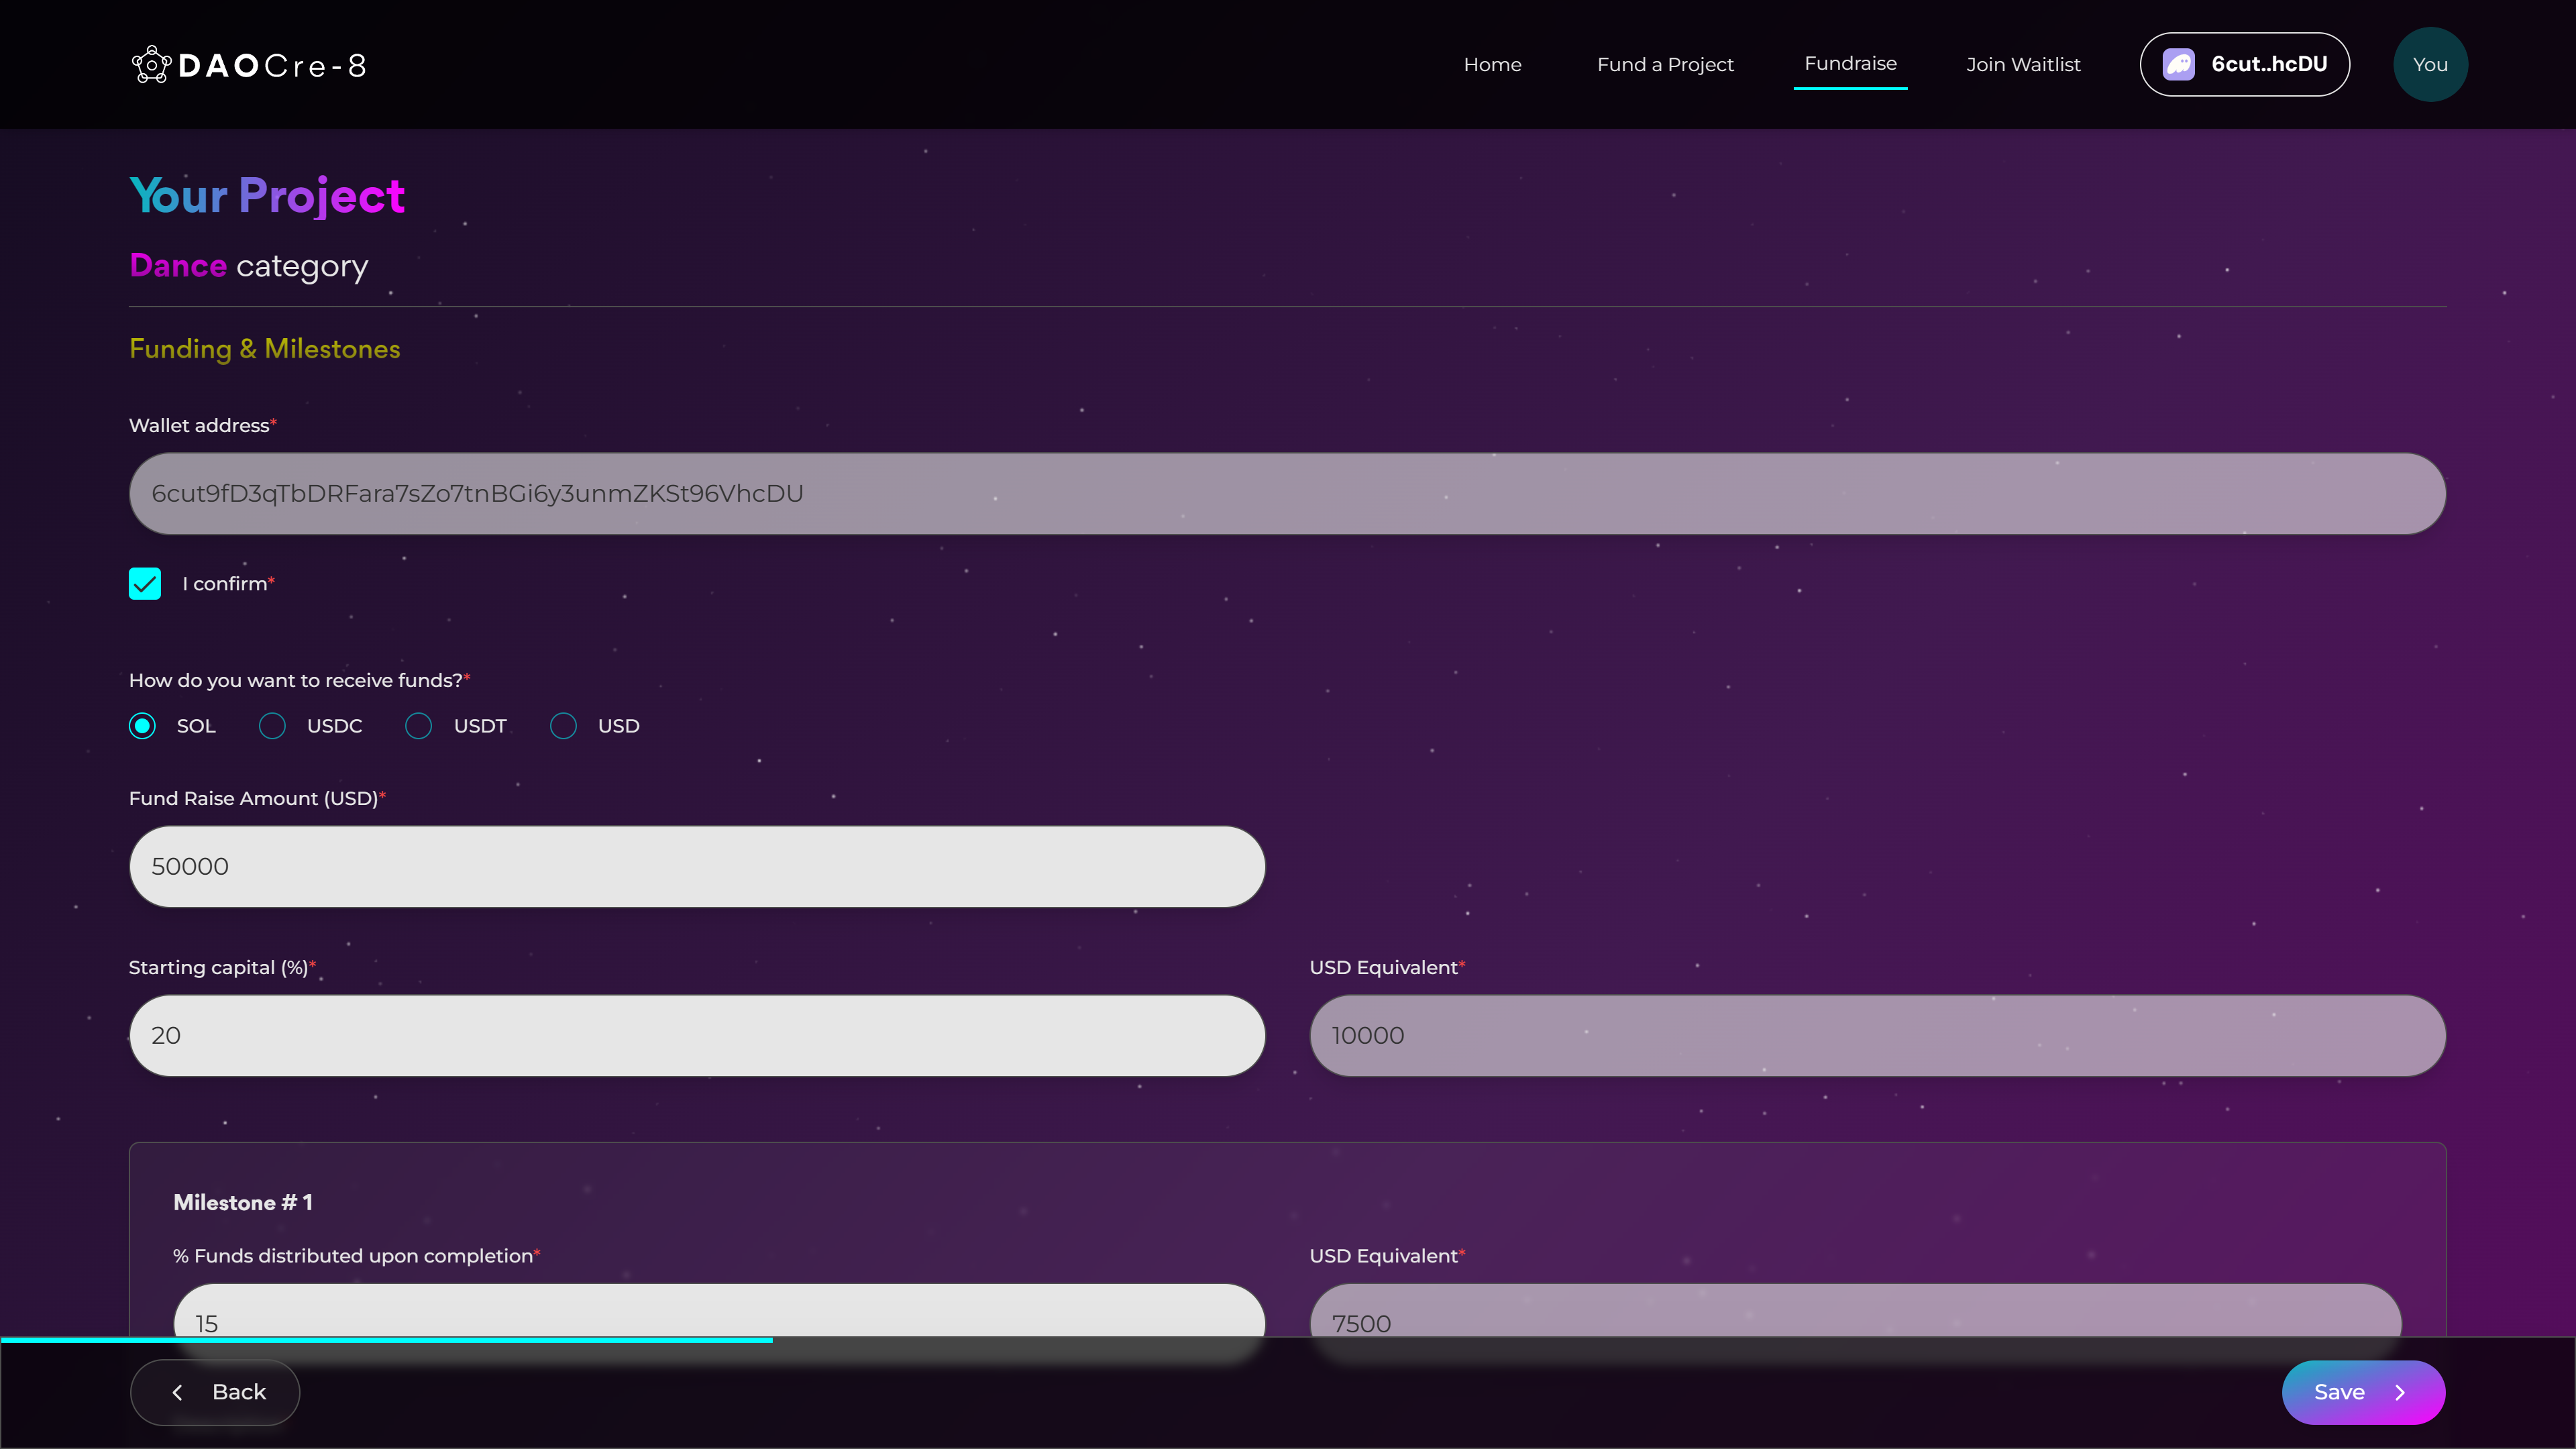 DAOCre-8
Home
Fund a Project
Fundraise
Join Waitlist
6cut..hcDU
You
Your Project
Dance category
Funding & Milestones
Wallet address*
6cut9fD3qTbDRFara7sZo7tnBGi6y3unmZKSt96VhcDU
I confirm*
How do you want to receive funds?*
SOL
USDC
USDT
USD
Fund Raise Amount (USD)*
50000
Starting capital (%)*
USD Equivalent*
20
10000
Milestone # 1
% Funds distributed upon completion*
USD Equivalent*
15
7500
Back
Save